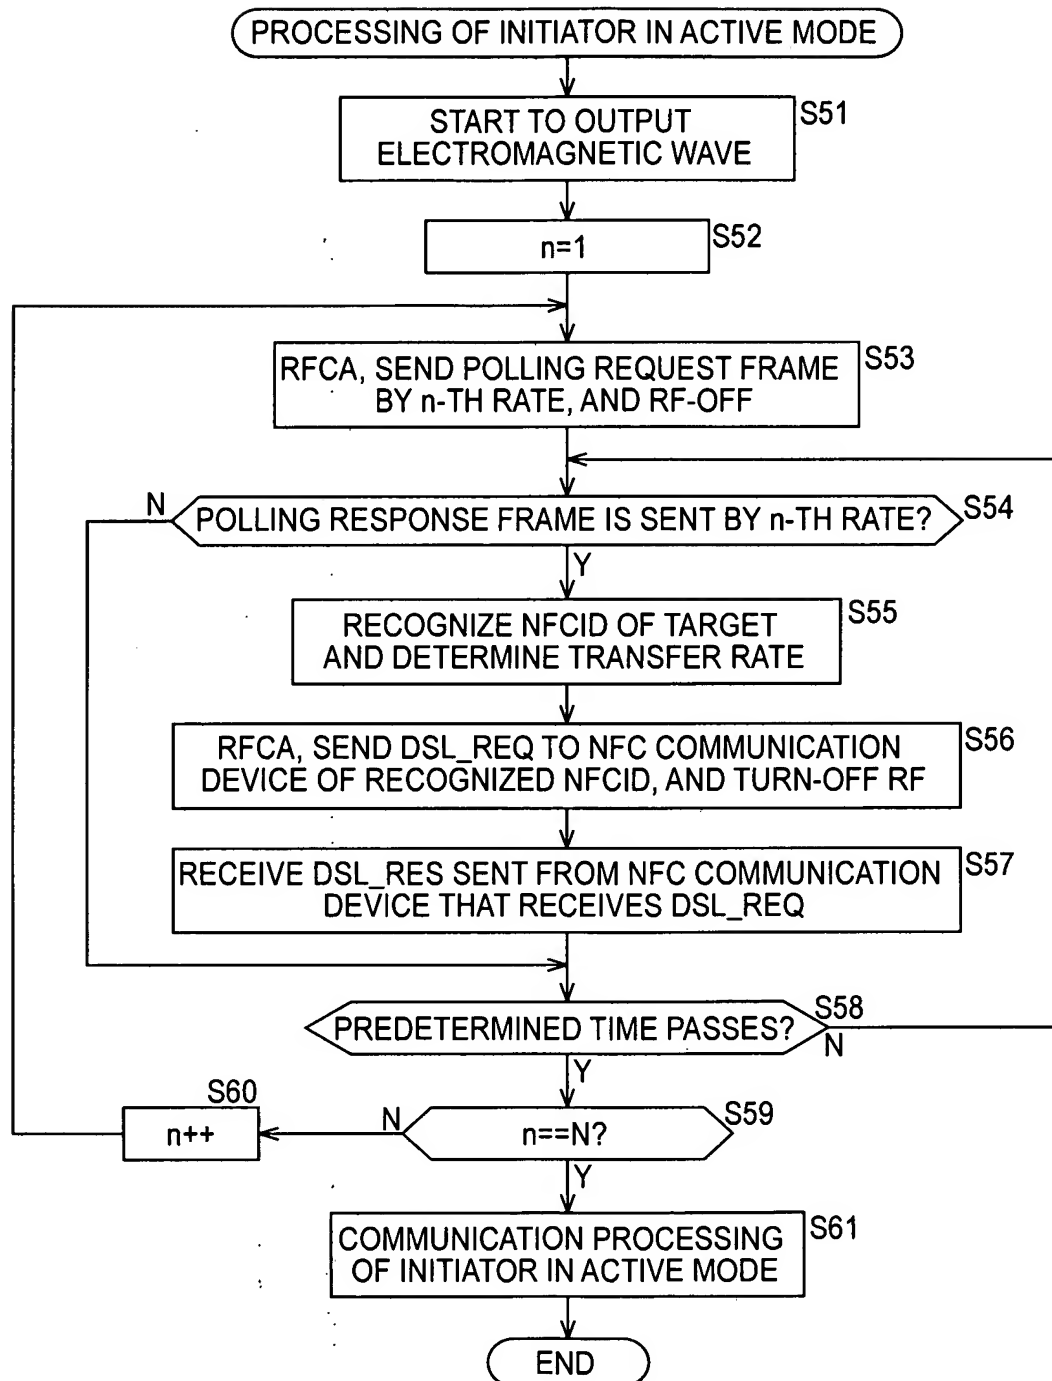 PROCESSING OF INITIATOR IN ACTIVE MODE
START TO OUTPUT
ELECTROMAGNETIC WAVE
S51
n=1
S52
RFCA, SEND POLLING REQUEST FRAME
BY n-TH RATE, AND RF-OFF
S53
N
POLLING RESPONSE FRAME IS SENT BY n-TH RATE?
S54
Y
RECOGNIZE NFCID OF TARGET
AND DETERMINE TRANSFER RATE
S55
RFCA, SEND DSL_REQ TO NFC COMMUNICATION
DEVICE OF RECOGNIZED NFCID, AND TURN-OFF RF
S56
RECEIVE DSL_RES SENT FROM NFC COMMUNICATION
DEVICE THAT RECEIVES DSL_REQ
S57
PREDETERMINED TIME PASSES?
S58
N
Y
S60
n++
N
n==N?
S59
Y
COMMUNICATION PROCESSING
OF INITIATOR IN ACTIVE MODE
S61
END